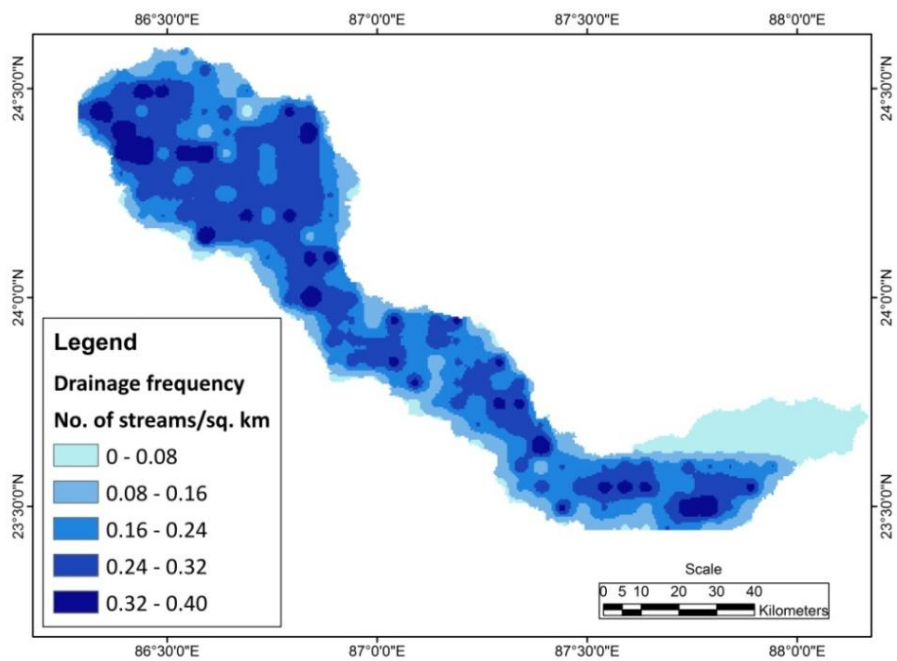 86°30'0"E 87°0'0"E 87°30'0"E 88°0'0"E
24°30'0"N 24°30'0"N
24°0'0"N 24°0'0"N
23°30'0"N 23°30'0"N
Legend
Drainage frequency
No. of streams/sq. km
0 - 0.08
0.08 - 0.16
0.16 - 0.24
0.24 - 0.32
0.32 - 0.40
Scale
0 5 10 20 30 40
Kilometers
86°30'0"E 87°0'0"E 87°30'0"E 88°0'0"E